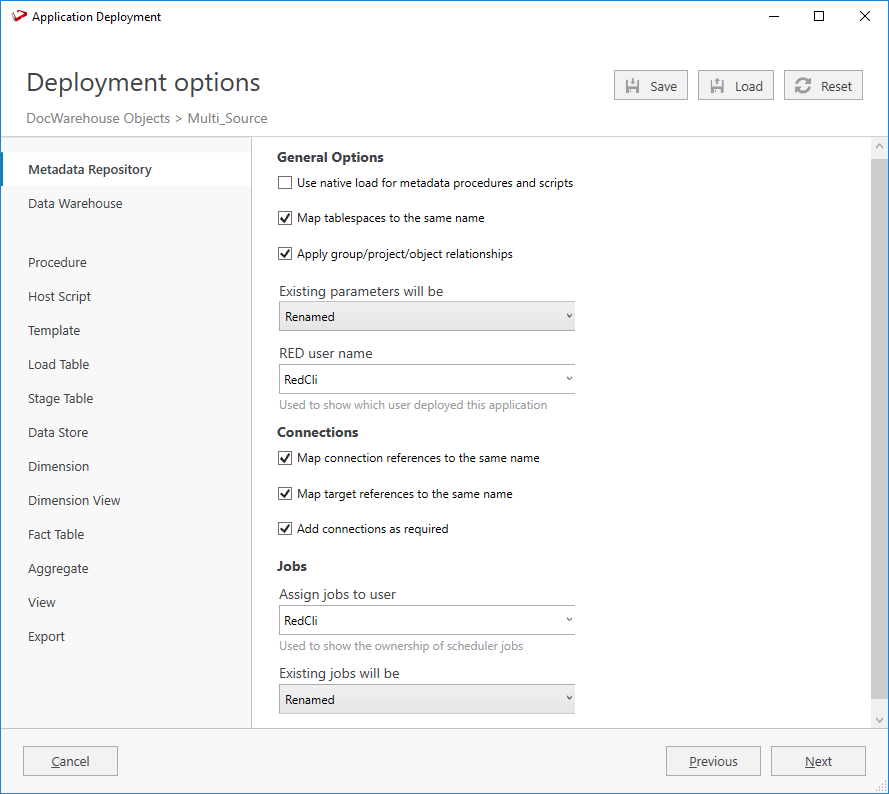 Application Deployment
Deployment options
Save
Load
Reset
DocWarehouse Objects > Multi_Source
Metadata Repository
Data Warehouse
Procedure
Host Script
Template
Load Table
Stage Table
Data Store
Dimension
Dimension View
Fact Table
Aggregate
View
Export
General Options
Use native load for metadata procedures and scripts
Map tablespaces to the same name
Apply group/project/object relationships
Existing parameters will be
Renamed
RED user name
RedCli
Used to show which user deployed this application
Connections
Map connection references to the same name
Map target references to the same name
Add connections as required
Jobs
Assign jobs to user
RedCli
Used to show the ownership of scheduler jobs
Existing jobs will be
Renamed
Cancel
Previous
Next